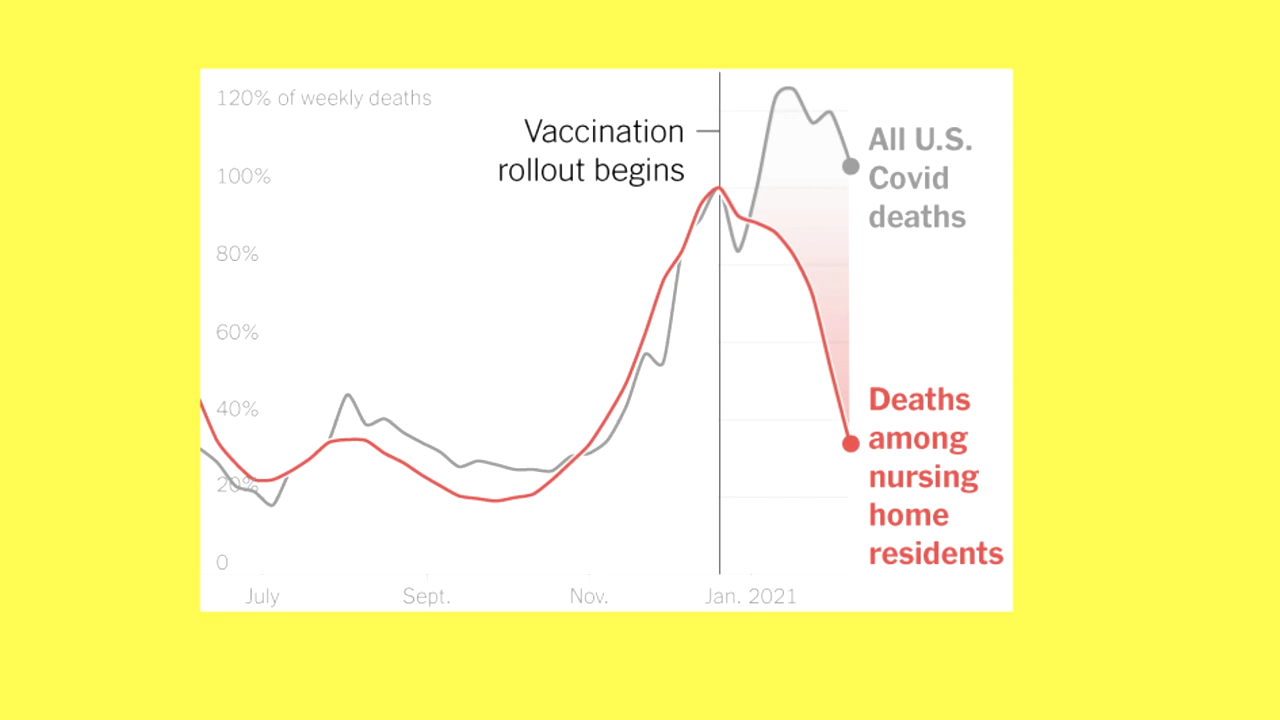 120% of weekly deaths
Vaccination
rollout begins
All U.S.
Covid
deaths
100%
80%
60%
40%
Deaths
among
nursing
home
residents
20%
0
July
Sept.
Nov.
Jan. 2021